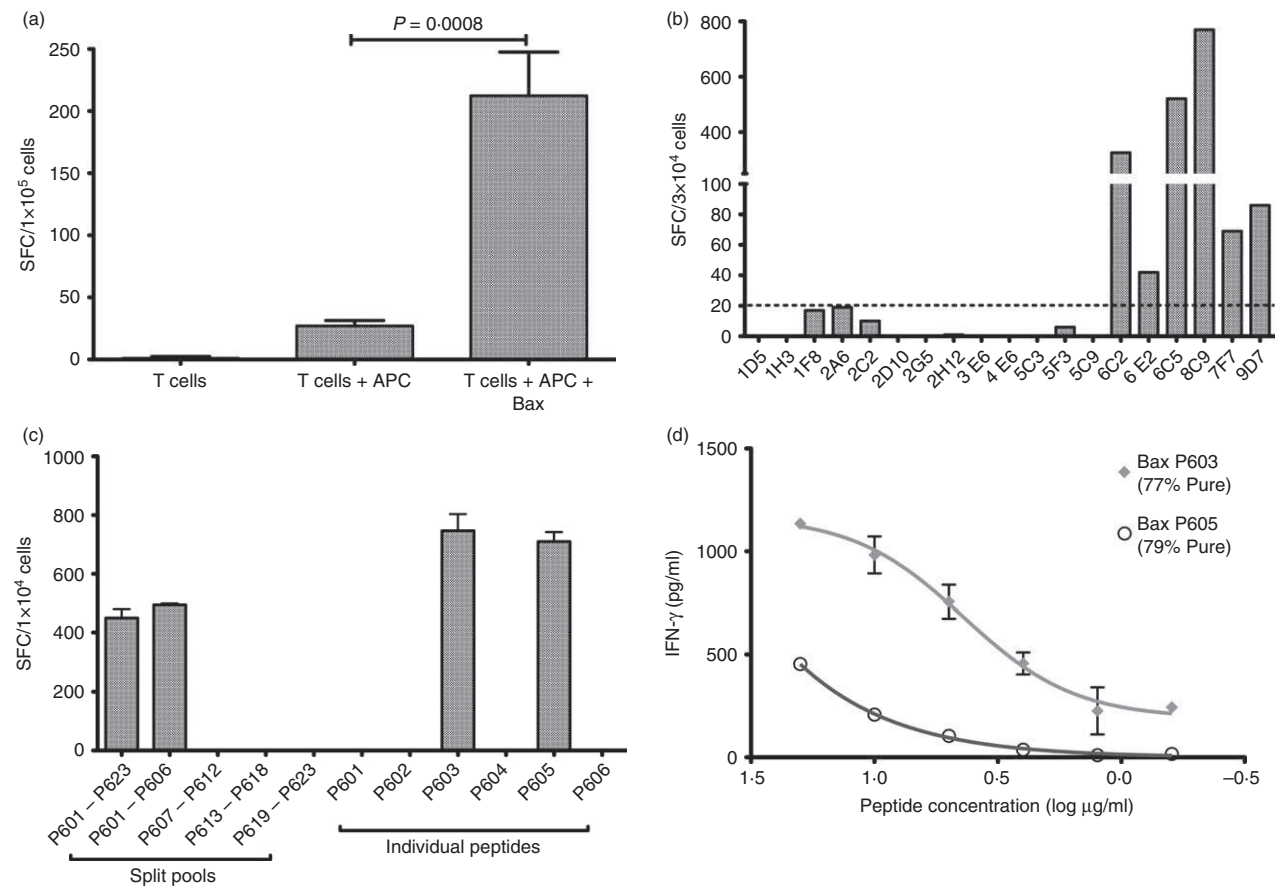 (a)
P = 0·0008
250
200
150
100
50
0
SFC/1×10⁵ cells
T cells
T cells + APC
T cells + APC +
Bax
(b)
800
600
400
100
80
60
40
20
0
SFC/3×10⁴ cells
1D5
1H3
1F8
2A6
2C2
2D10
2G5
2H12
3 E6
4 E6
5C3
5F3
5C9
6C2
6 E2
6C5
8C9
7F7
9D7
(c)
1000
800
600
400
200
0
SFC/1×10⁴ cells
P601 – P623
P601 – P606
P607 – P612
P613 – P618
P619 – P623
P601
P602
P603
P604
P605
P606
Split pools
Individual peptides
(d)
1500
1000
500
0
IFN-γ (pg/ml)
Bax P603
(77% Pure)
Bax P605
(79% Pure)
1·5
1·0
0·5
0·0
–0·5
Peptide concentration (log μg/ml)